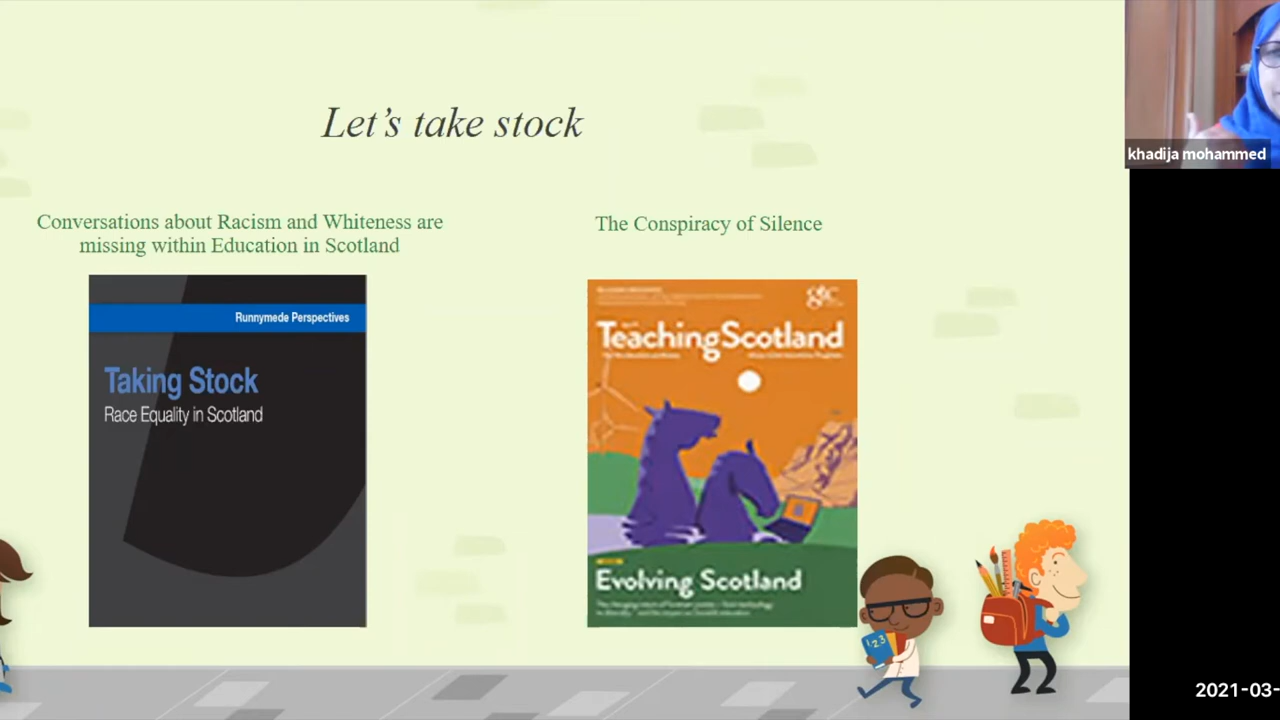 Let's take stock
Conversations about Racism and Whiteness are
missing within Education in Scotland
The Conspiracy of Silence
Runnymede Perspectives
Taking Stock
Race Equality in Scotland
gtc
TeachingScotland
Evolving Scotland
123
khadija mohammed
2021-03-